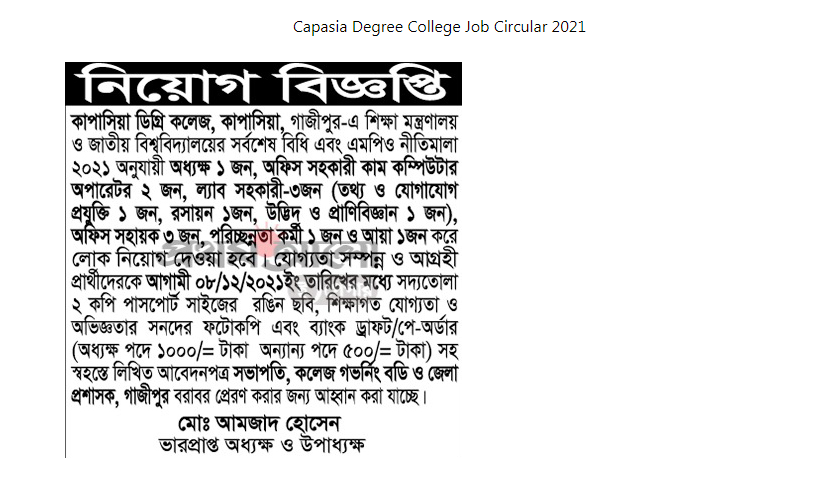 Capasia Degree College Job Circular 2021
নিয়োগ বিজ্ঞপ্তি
কাপাসিয়া ডিগ্রি কলেজ, কাপাসিয়া, গাজীপুর-এ শিক্ষা মন্ত্রণালয়
ও জাতীয় বিশ্ববিদ্যালয়ের সর্বশেষ বিধি এবং এমপিও নীতিমালা
২০২১ অনুযায়ী অধ্যক্ষ ১ জন, অফিস সহকারী কাম কম্পিউটার
অপারেটর ২ জন, ল্যাব সহকারী-৩জন (তথ্য ও যোগাযোগ
প্রযুক্তি ১ জন, রসায়ন ১জন, উদ্ভিদ ও প্রাণিবিজ্ঞান ১ জন),
অফিস সহায়ক ৩ জন, পরিচ্ছন্নতা কর্মী ১ জন ও আয়া ১জন করে
লোক নিয়োগ দেওয়া হবে। যোগ্যতা সম্পন্ন ও আগ্রহী
প্রার্থীদেরকে আগামী ০৮/১২/২০২১ইং তারিখের মধ্যে সদ্যতোলা
২ কপি পাসপোর্ট সাইজের রঙিন ছবি, শিক্ষাগত যোগ্যতা ও
অভিজ্ঞতার সনদের ফটোকপি এবং ব্যাংক ড্রাফট/পে-অর্ডার
(অধ্যক্ষ পদে ১০০০/= টাকা অন্যান্য পদে ৫০০/= টাকা) সহ
স্বহস্তে লিখিত আবেদনপত্র সভাপতি, কলেজ গভর্নিং বডি ও জেলা
প্রশাসক, গাজীপুর বরাবর প্রেরণ করার জন্য আহ্বান করা যাচ্ছে।
মোঃ আমজাদ হোসেন
ভারপ্রাপ্ত অধ্যক্ষ ও উপাধ্যক্ষ